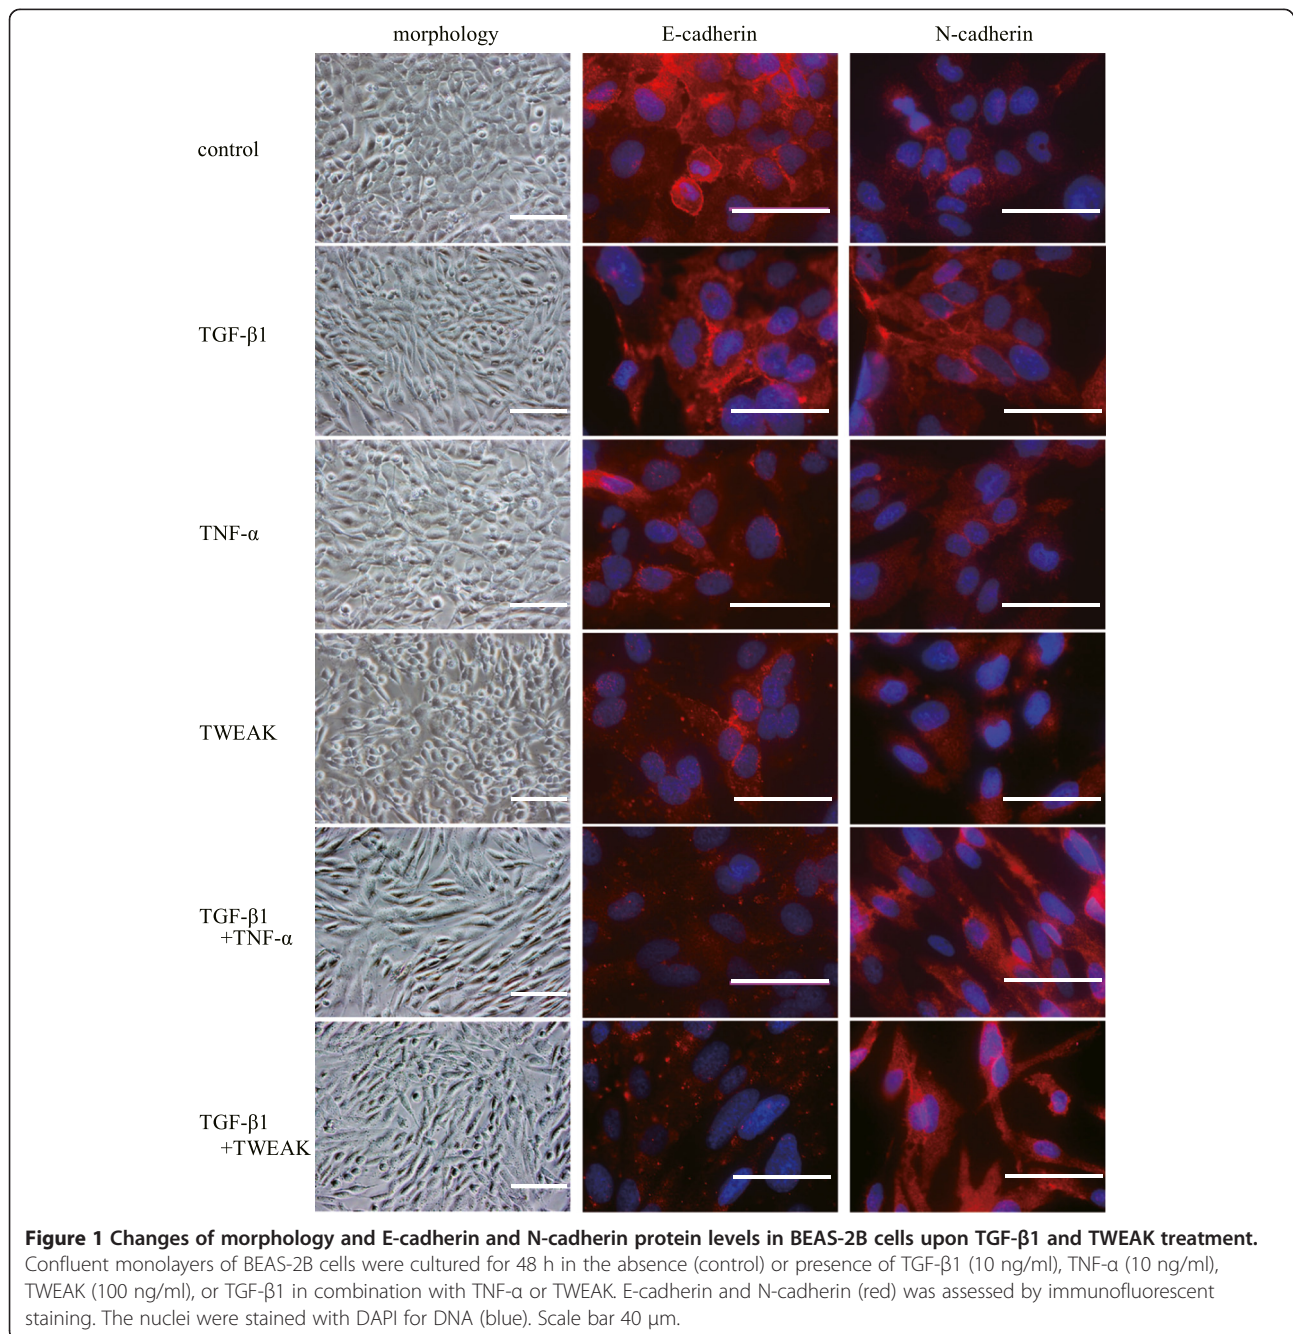 morphology E-cadherin N-cadherin
control
TGF-β1
TNF-α
TWEAK
TGF-β1
+TNF-α
TGF-β1
+TWEAK
Figure 1 Changes of morphology and E-cadherin and N-cadherin protein levels in BEAS-2B cells upon TGF-β1 and TWEAK treatment.
Confluent monolayers of BEAS-2B cells were cultured for 48 h in the absence (control) or presence of TGF-β1 (10 ng/ml), TNF-α (10 ng/ml),
TWEAK (100 ng/ml), or TGF-β1 in combination with TNF-α or TWEAK. E-cadherin and N-cadherin (red) was assessed by immunofluorescent
staining. The nuclei were stained with DAPI for DNA (blue). Scale bar 40 μm.